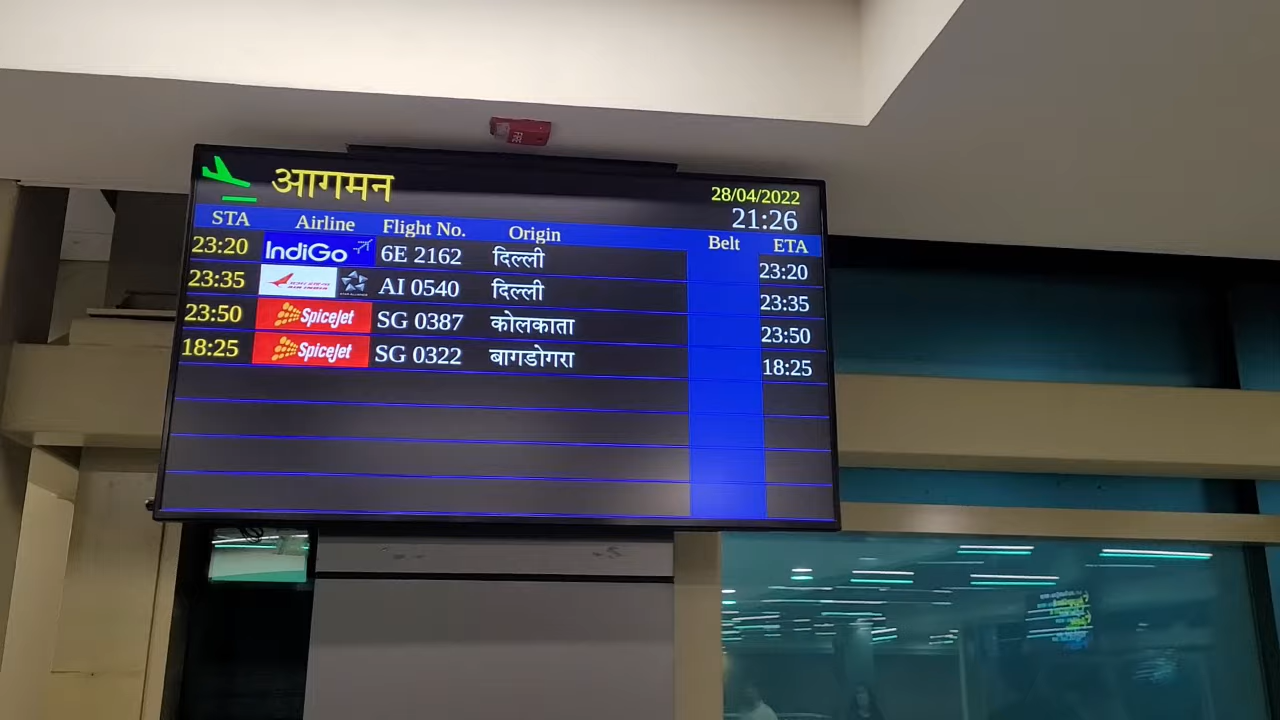 आगमन
28/04/2022
21:26
STA Airline Flight No. Origin Belt ETA
23:20 IndiGo 6E 2162 दिल्ली 23:20
23:35 AIR INDIA AI 0540 दिल्ली 23:35
23:50 SpiceJet SG 0387 कोलकाता 23:50
18:25 SpiceJet SG 0322 बागडोगरा 18:25